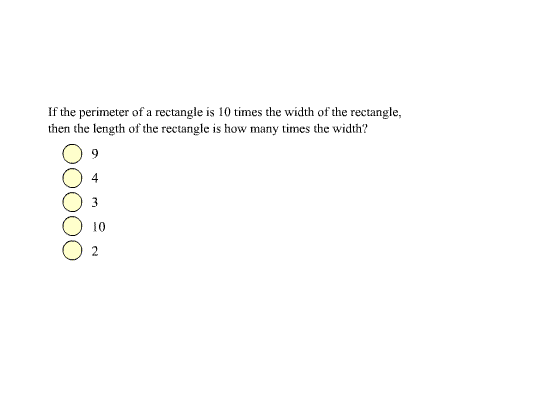 If the perimeter of a rectangle is 10 times the width of the rectangle,
then the length of the rectangle is how many times the width?
9
4
3
10
2